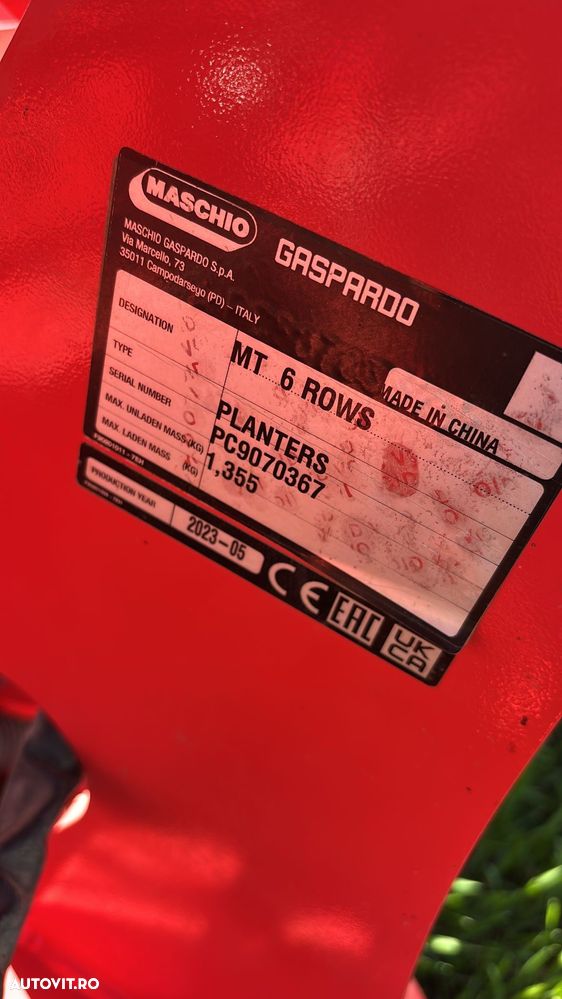 MASCHIO
GASPARDO
MASCHIO GASPARDO S.p.A.
Via Marcello, 73
35011 Campodarsego (PD) – ITALY
MADE IN CHINA
DESIGNATION MT 6 ROWS
TYPE PLANTERS
SERIAL NUMBER PC9070367
MAX. UNLADEN MASS (KG) 1,355
MAX. LADEN MASS (KG)
PRODUCTION YEAR 2023-05
CE EAC UK CA
AUTOVIT.RO